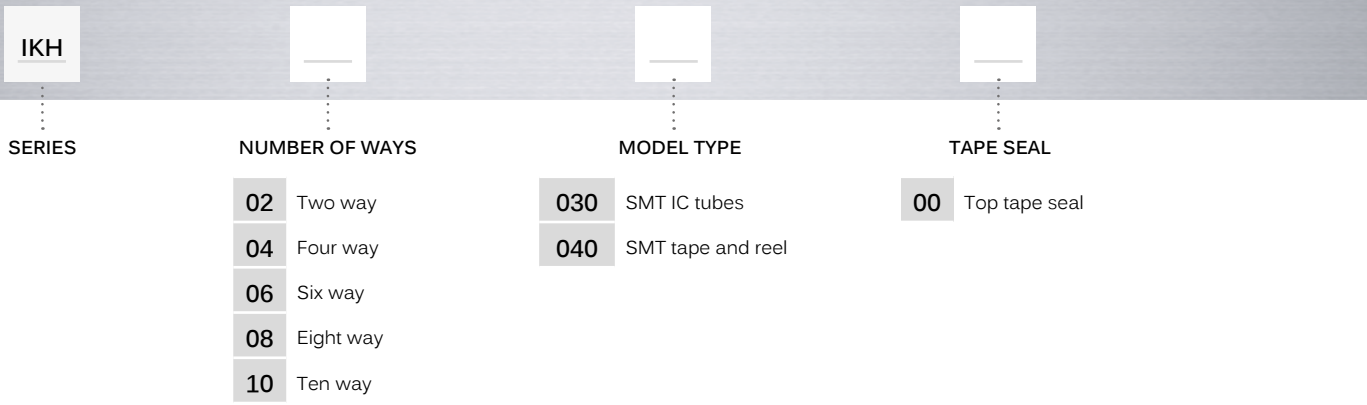 IKH
SERIES
NUMBER OF WAYS
MODEL TYPE
TAPE SEAL
02 Two way
04 Four way
06 Six way
08 Eight way
10 Ten way
030 SMT IC tubes
040 SMT tape and reel
00 Top tape seal